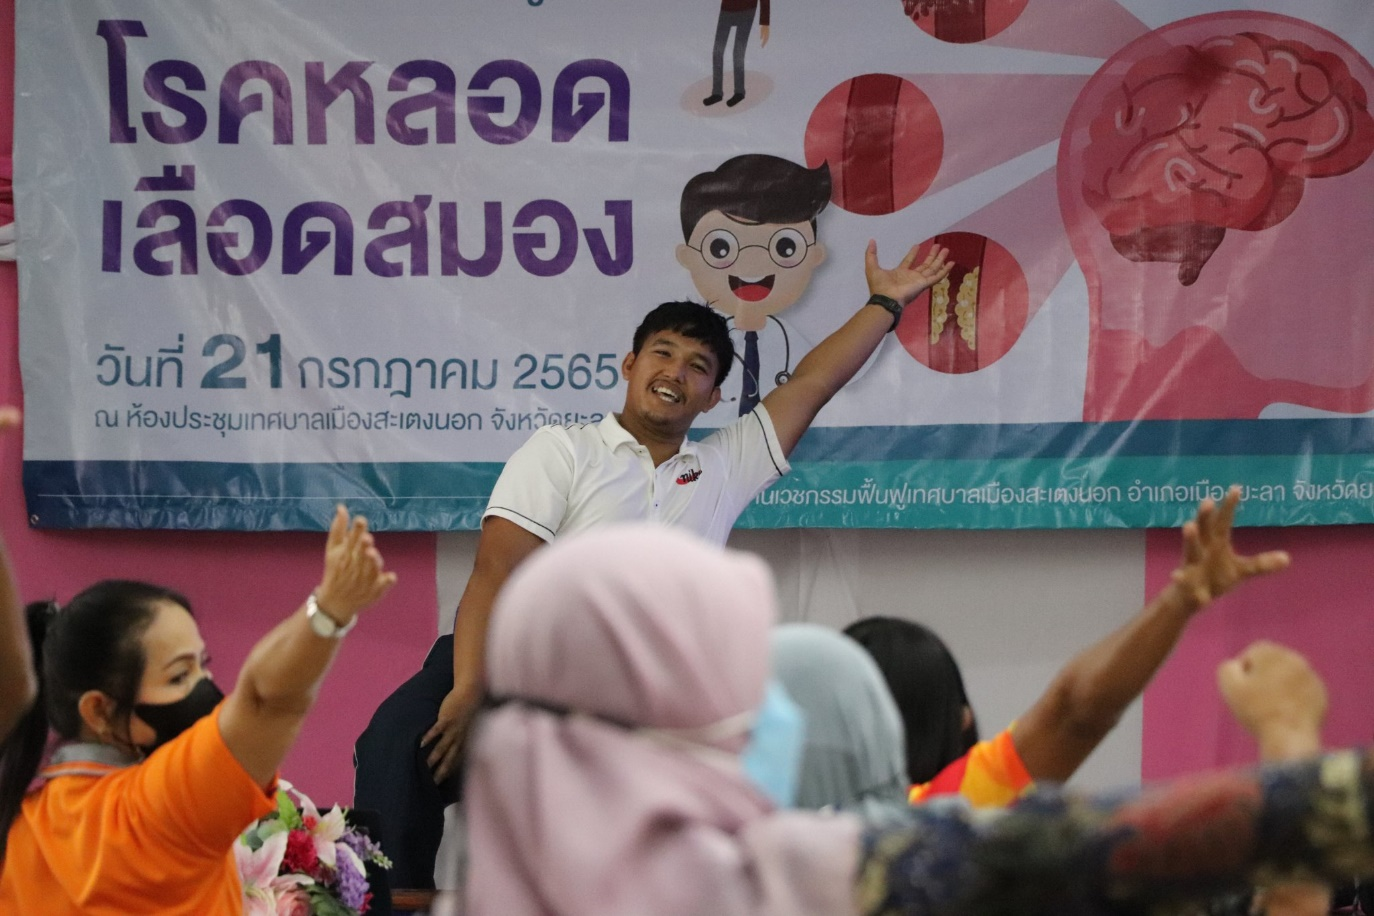 โรคหลอด
เลือดสมอง
วันที่ 21 กรกฎาคม 2565
ณ ห้องประชุมเทศบาลเมืองสะเตงนอก
เวชกรรมฟื้นฟูเทศบาลเมืองสะเตงนอก อำเภอเมืองยะลา